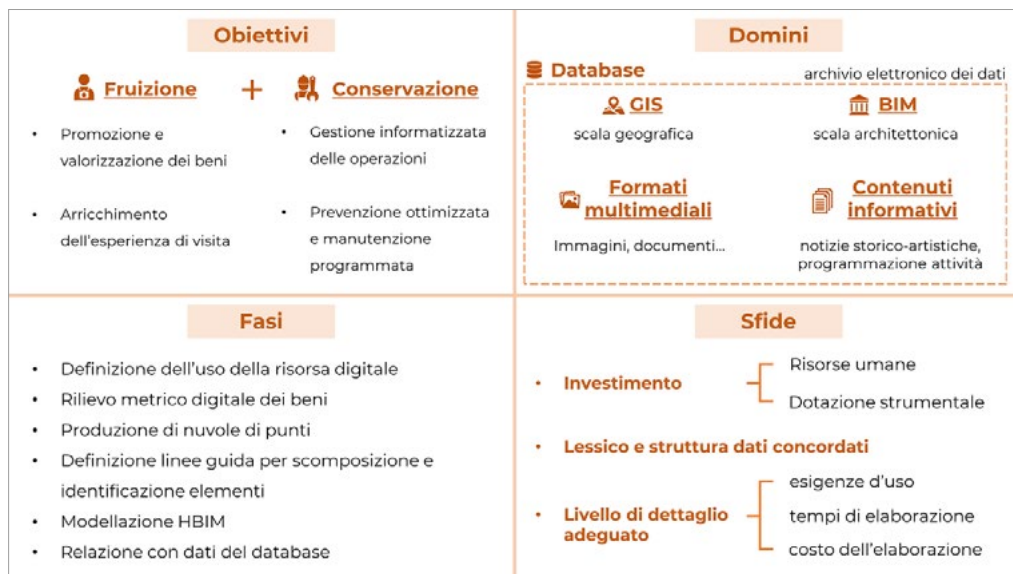 Obiettivi
Fruizione + Conservazione
• Promozione e
valorizzazione dei beni
• Arricchimento
dell'esperienza di visita
• Gestione informatizzata
delle operazioni
• Prevenzione ottimizzata
e manutenzione
programmata
Domini
Database
archivio elettronico dei dati
GIS
scala geografica
BIM
scala architettonica
Formati
multimediali
Immagini, documenti...
Contenuti
informativi
notizie storico-artistiche,
programmazione attività
Fasi
• Definizione dell'uso della risorsa digitale
• Rilievo metrico digitale dei beni
• Produzione di nuvole di punti
• Definizione linee guida per scomposizione e
identificazione elementi
• Modellazione HBIM
• Relazione con dati del database
Sfide
• Investimento
Risorse umane
Dotazione strumentale
• Lessico e struttura dati concordati
• Livello di dettaglio
adeguato
esigenze d'uso
tempi di elaborazione
costo dell'elaborazione